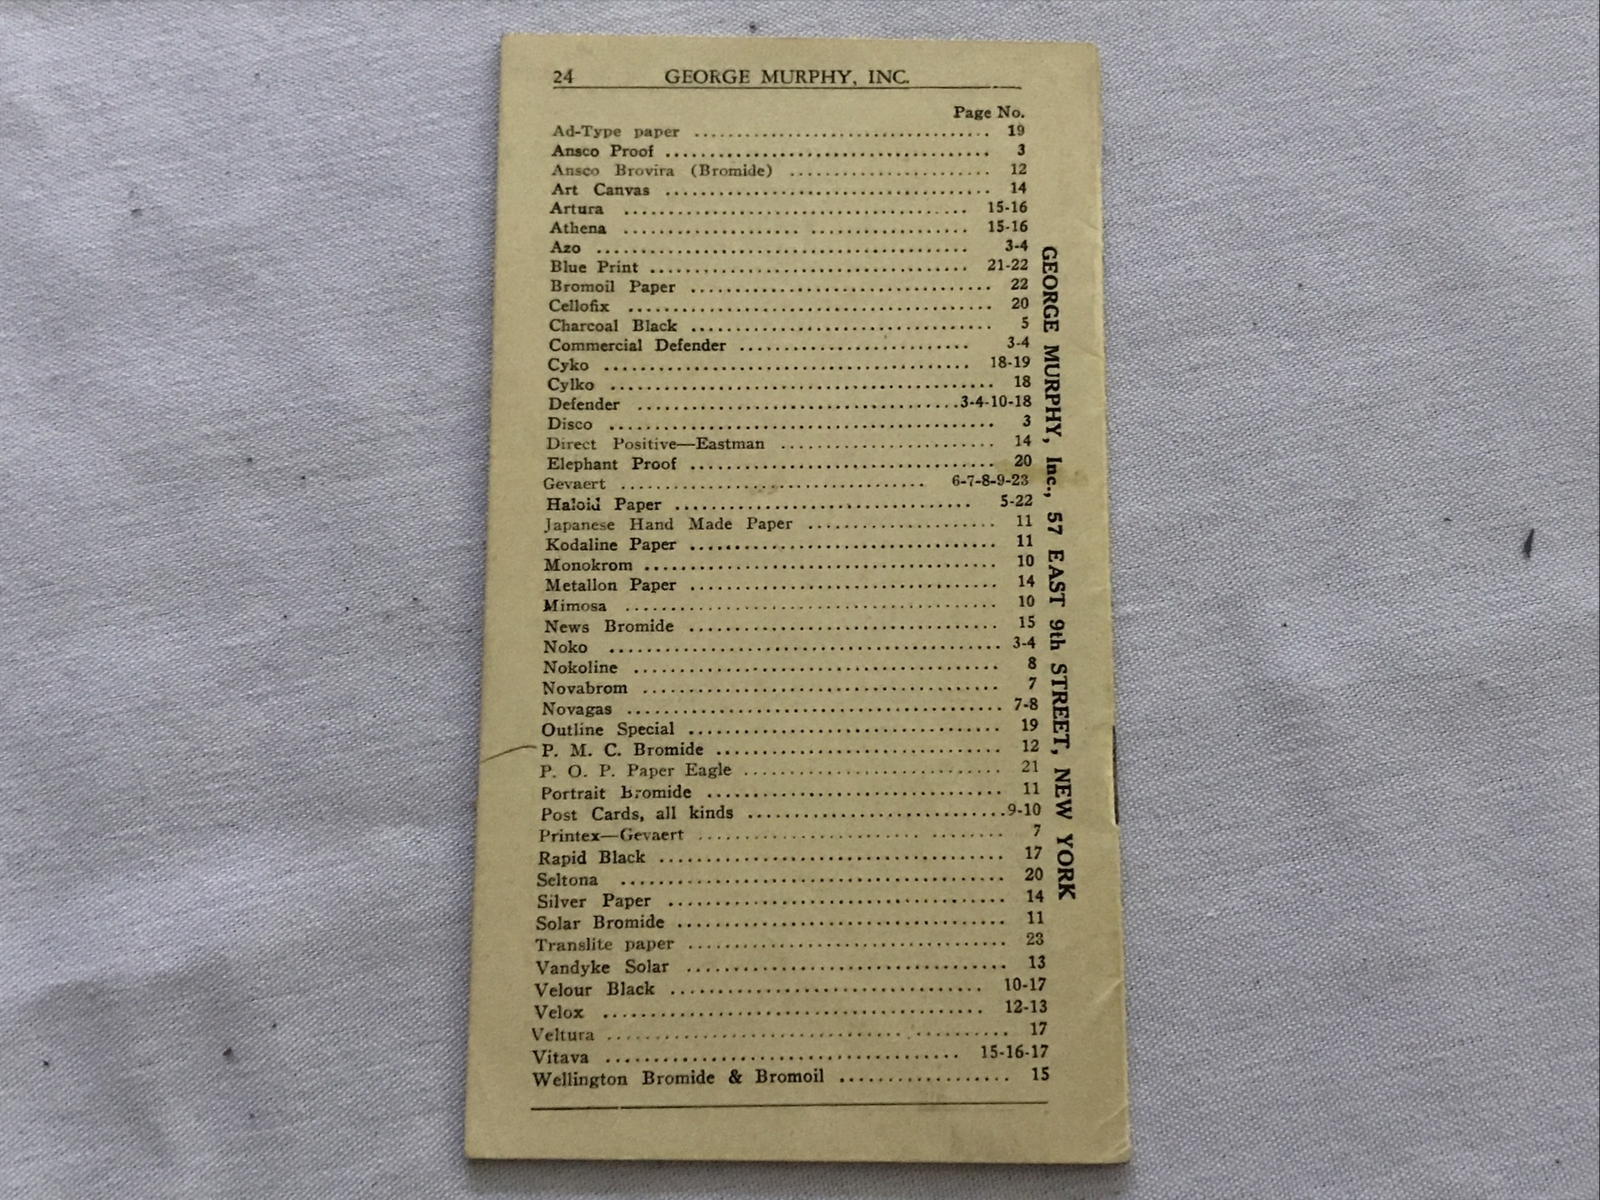 24 GEORGE MURPHY, INC.
Page No.
Ad-Type paper ................................. 19
Ansco Proof .................................... 3
Ansco Brovira (Bromide) ....................... 12
Art Canvas .................................... 14
Artura ..................................... 15-16
Athena ..................................... 15-16
Azo .......................................... 3-4
Blue Print ................................. 21-22
Bromoil Paper ................................. 22
Cellofix ...................................... 20
Charcoal Black ................................. 5
Commercial Defender .......................... 3-4
Cyko ....................................... 18-19
Cylko ......................................... 18
Defender .............................. 3-4-10-18
Disco .......................................... 3
Direct Positive—Eastman ....................... 14
Elephant Proof ................................ 20
Gevaert .............................. 6-7-8-9-23
Haloid Paper ................................ 5-22
Japanese Hand Made Paper ...................... 11
Kodaline Paper ................................ 11
Monokrom ...................................... 10
Metallon Paper ................................ 14
Mimosa ........................................ 10
News Bromide .................................. 15
Noko ......................................... 3-4
Nokoline ....................................... 8
Novabrom ....................................... 7
Novagas ...................................... 7-8
Outline Special ............................... 19
P. M. C. Bromide .............................. 12
P. O. P. Paper Eagle .......................... 21
Portrait Bromide .............................. 11
Post Cards, all kinds ....................... 9-10
Printex—Gevaert ................................ 7
Rapid Black ................................... 17
Seltona ....................................... 20
Silver Paper .................................. 14
Solar Bromide ................................. 11
Translite paper ............................... 23
Vandyke Solar ................................. 13
Velour Black ............................... 10-17
Velox ...................................... 12-13
Veltura ....................................... 17
Vitava .................................. 15-16-17
Wellington Bromide & Bromoil .................. 15
GEORGE MURPHY, Inc., 57 EAST 9th STREET, NEW YORK